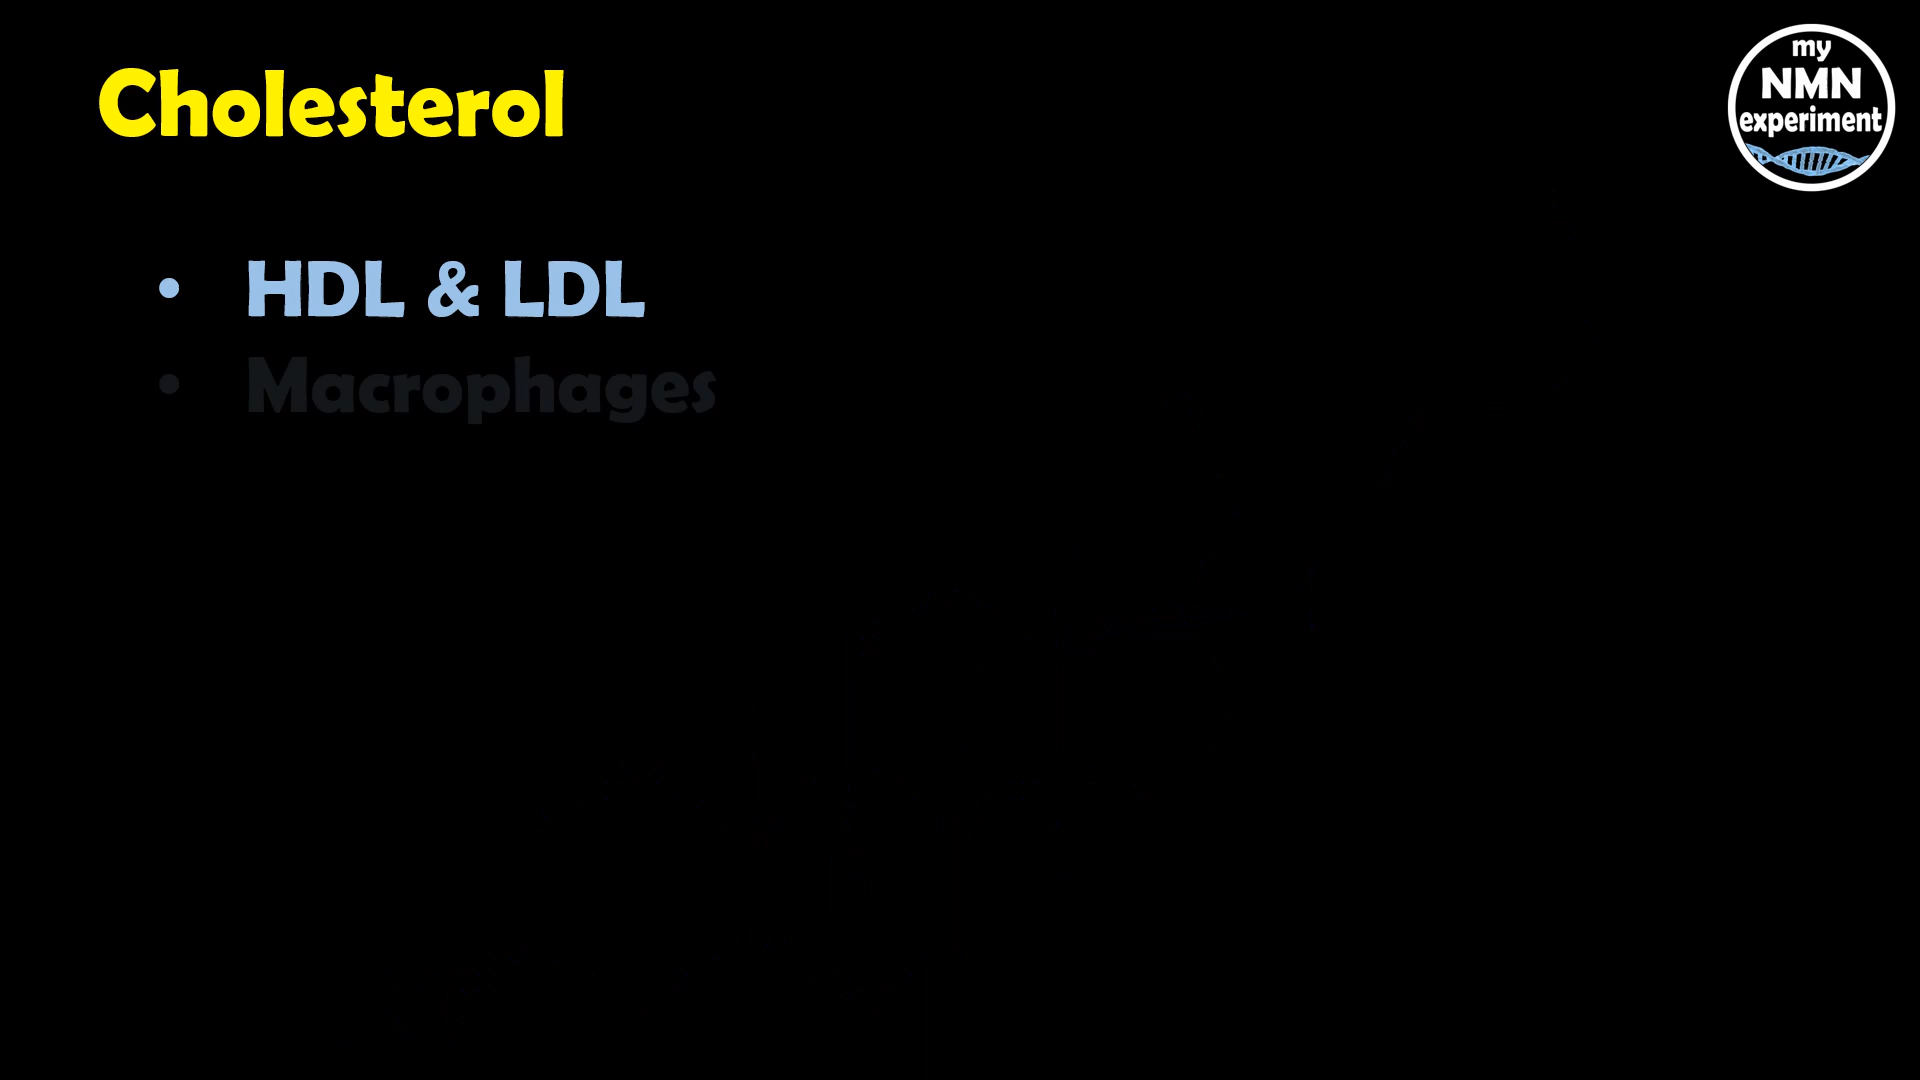 Cholesterol
my
NMN
experiment
• HDL & LDL
• Macrophages